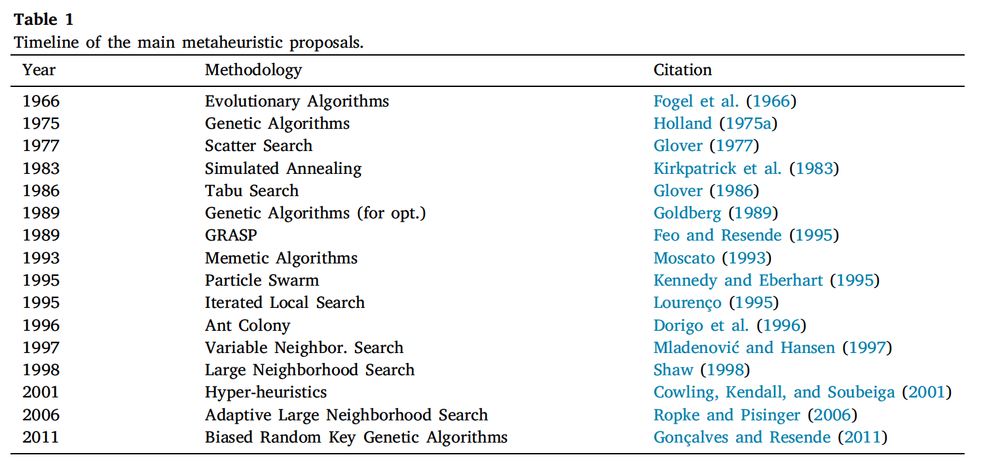 Table 1
Timeline of the main metaheuristic proposals.
Year Methodology Citation
1966 Evolutionary Algorithms Fogel et al. (1966)
1975 Genetic Algorithms Holland (1975a)
1977 Scatter Search Glover (1977)
1983 Simulated Annealing Kirkpatrick et al. (1983)
1986 Tabu Search Glover (1986)
1989 Genetic Algorithms (for opt.) Goldberg (1989)
1989 GRASP Feo and Resende (1995)
1993 Memetic Algorithms Moscato (1993)
1995 Particle Swarm Kennedy and Eberhart (1995)
1995 Iterated Local Search Lourenço (1995)
1996 Ant Colony Dorigo et al. (1996)
1997 Variable Neighbor. Search Mladenović and Hansen (1997)
1998 Large Neighborhood Search Shaw (1998)
2001 Hyper-heuristics Cowling, Kendall, and Soubeiga (2001)
2006 Adaptive Large Neighborhood Search Ropke and Pisinger (2006)
2011 Biased Random Key Genetic Algorithms Gonçalves and Resende (2011)